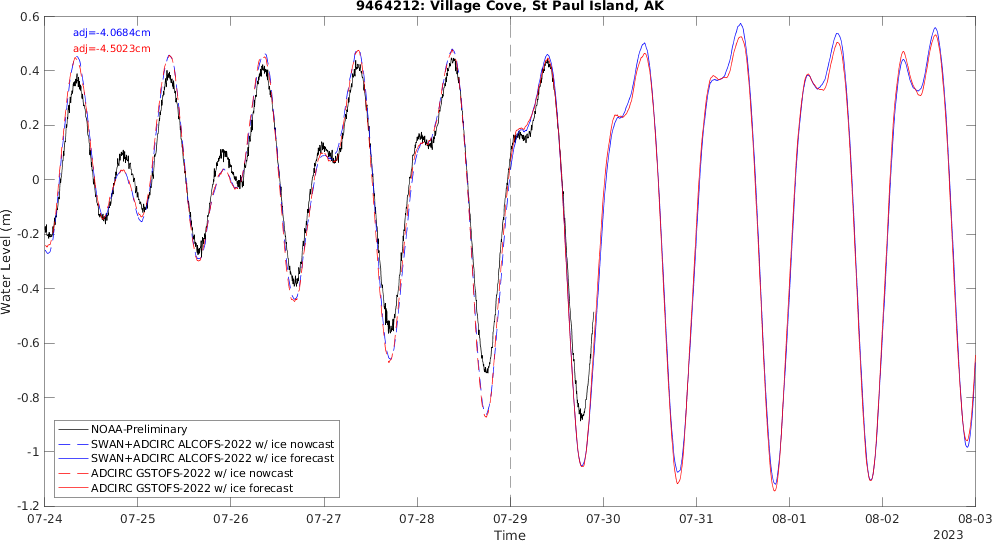 9464212: Village Cove, St Paul Island, AK
adj=-4.0684cm
adj=-4.5023cm
0.6
0.4
0.2
0
-0.2
-0.4
-0.6
-0.8
-1
-1.2
Water Level (m)
NOAA-Preliminary
SWAN+ADCIRC ALCOFS-2022 w/ ice nowcast
SWAN+ADCIRC ALCOFS-2022 w/ ice forecast
ADCIRC GSTOFS-2022 w/ ice nowcast
ADCIRC GSTOFS-2022 w/ ice forecast
07-24 07-25 07-26 07-27 07-28 07-29 07-30 07-31 08-01 08-02 08-03
Time
2023